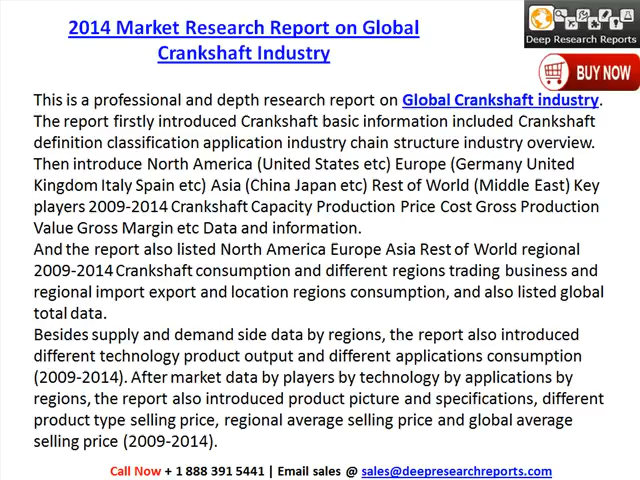 2014 Market Research Report on Global
Crankshaft Industry
Deep Research Reports
BUY NOW
This is a professional and depth research report on Global Crankshaft industry.
The report firstly introduced Crankshaft basic information included Crankshaft
definition classification application industry chain structure industry overview.
Then introduce North America (United States etc) Europe (Germany United
Kingdom Italy Spain etc) Asia (China Japan etc) Rest of World (Middle East) Key
players 2009-2014 Crankshaft Capacity Production Price Cost Gross Production
Value Gross Margin etc Data and information.
And the report also listed North America Europe Asia Rest of World regional
2009-2014 Crankshaft consumption and different regions trading business and
regional import export and location regions consumption, and also listed global
total data.
Besides supply and demand side data by regions, the report also introduced
different technology product output and different applications consumption
(2009-2014). After market data by players by technology by applications by
regions, the report also introduced product picture and specifications, different
product type selling price, regional average selling price and global average
selling price (2009-2014).
Call Now + 1 888 391 5441 | Email sales @ sales@deepresearchreports.com